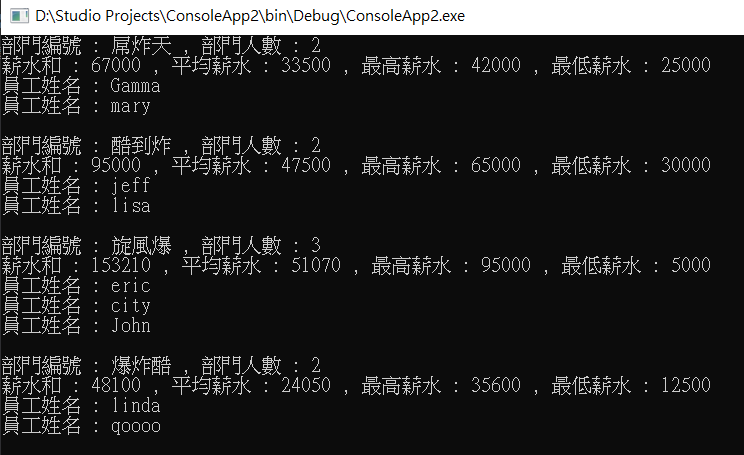 D:\Studio Projects\ConsoleApp2\bin\Debug\ConsoleApp2.exe
部門編號 : 屌炸天 , 部門人數 : 2
薪水和 : 67000 , 平均薪水 : 33500 , 最高薪水 : 42000 , 最低薪水 : 25000
員工姓名 : Gamma
員工姓名 : mary
部門編號 : 酷到炸 , 部門人數 : 2
薪水和 : 95000 , 平均薪水 : 47500 , 最高薪水 : 65000 , 最低薪水 : 30000
員工姓名 : jeff
員工姓名 : lisa
部門編號 : 旋風爆 , 部門人數 : 3
薪水和 : 153210 , 平均薪水 : 51070 , 最高薪水 : 95000 , 最低薪水 : 5000
員工姓名 : eric
員工姓名 : city
員工姓名 : John
部門編號 : 爆炸酷 , 部門人數 : 2
薪水和 : 48100 , 平均薪水 : 24050 , 最高薪水 : 35600 , 最低薪水 : 12500
員工姓名 : linda
員工姓名 : qoooo